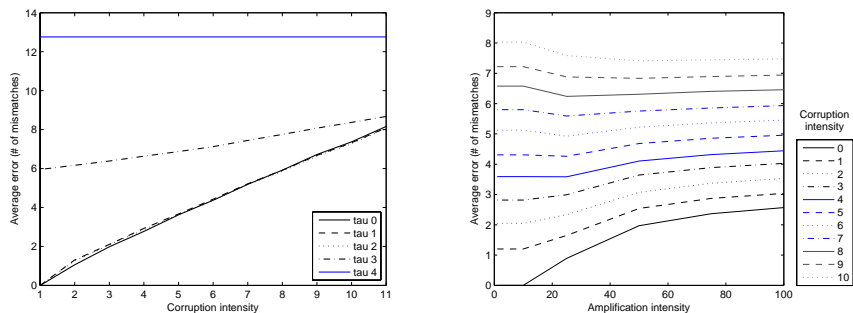 14
12
10
8
6
4
2
0
Average error (# of mismatches)
tau 0
tau 1
tau 2
tau 3
tau 4
1 2 3 4 5 6 7 8 9 10 11
Corruption intensity
9
8
7
6
5
4
3
2
1
0
Average error (# of mismatches)
0 20 40 60 80 100
Amplification intensity
Corruption
intensity
0
1
2
3
4
5
6
7
8
9
10